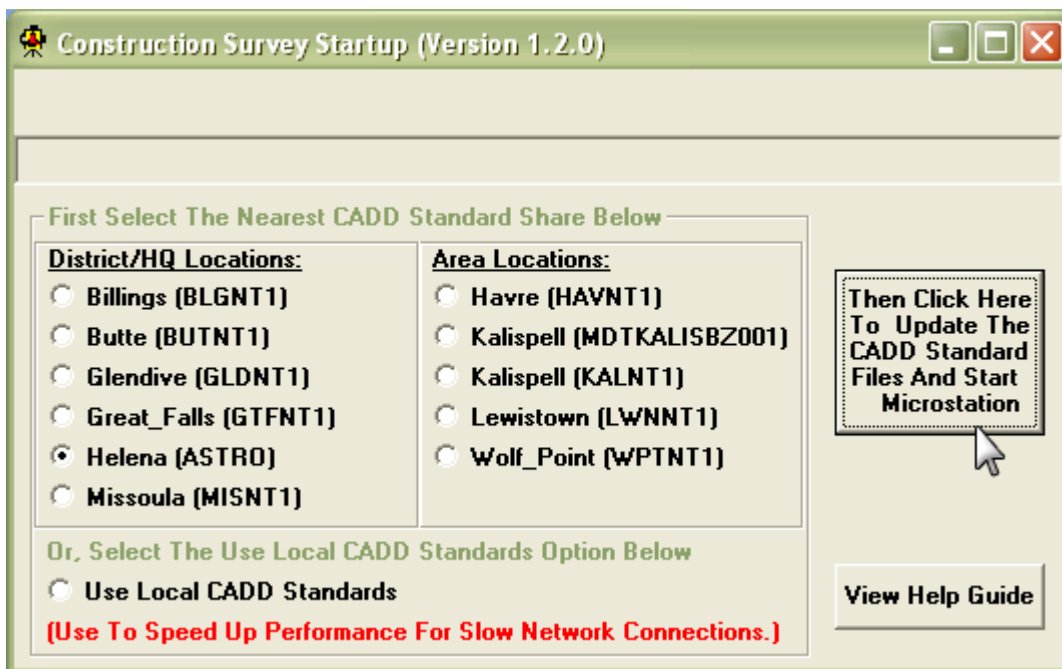 Construction Survey Startup (Version 1.2.0)
First Select The Nearest CADD Standard Share Below
District/HQ Locations:
Billings (BLGNT1)
Butte (BUTNT1)
Glendive (GLDNT1)
Great_Falls (GTFNT1)
Helena (ASTRO)
Missoula (MISNT1)
Area Locations:
Havre (HAVNT1)
Kalispell (MDTKALISBZ001)
Kalispell (KALNT1)
Lewistown (LWNNT1)
Wolf_Point (WPTNT1)
Or, Select The Use Local CADD Standards Option Below
Use Local CADD Standards
(Use To Speed Up Performance For Slow Network Connections.)
Then Click Here
To Update The
CADD Standard
Files And Start
Microstation
View Help Guide